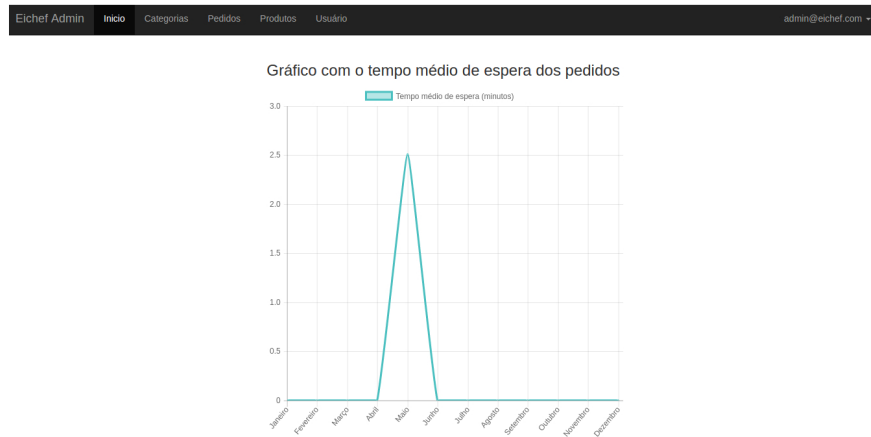 Eichef Admin Inicio Categorias Pedidos Produtos Usuário admin@eichef.com
Gráfico com o tempo médio de espera dos pedidos
Tempo médio de espera (minutos)
3.0
2.5
2.0
1.5
1.0
0.5
0
Janeiro Fevereiro Março Abril Maio Junho Julho Agosto Setembro Outubro Novembro Dezembro